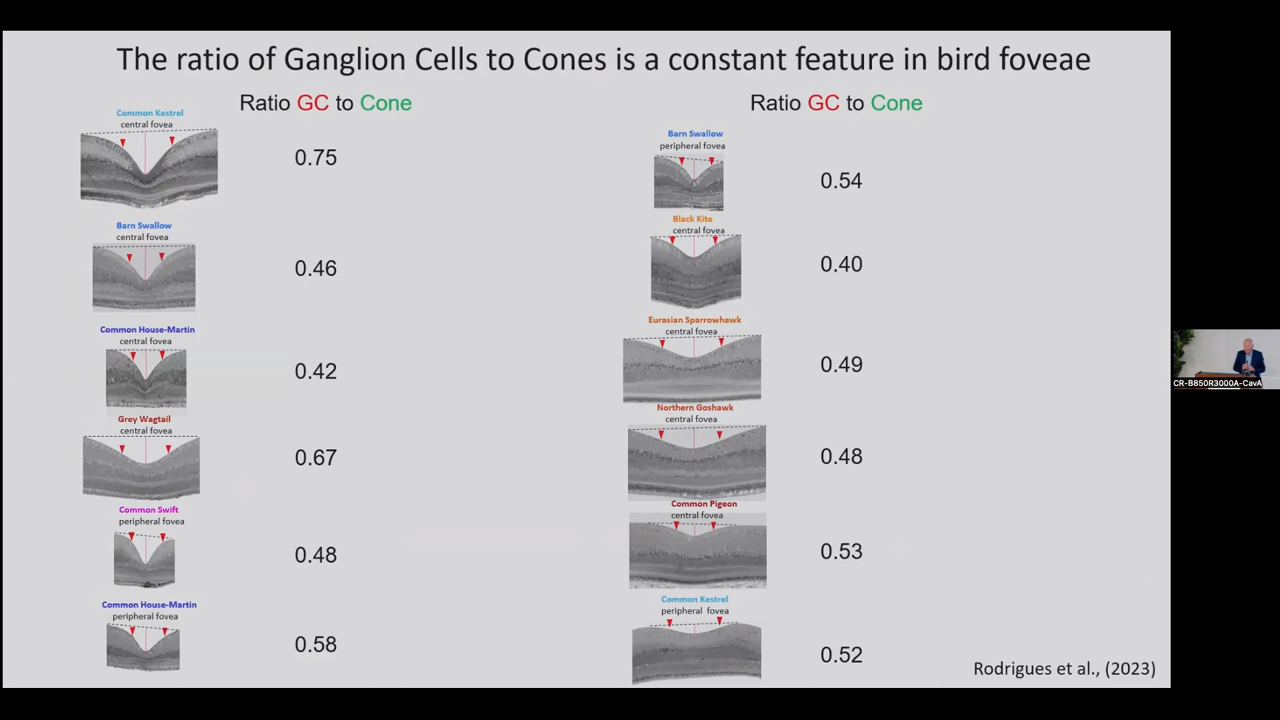 The ratio of Ganglion Cells to Cones is a constant feature in bird foveae
Ratio GC to Cone
Common Kestrel
central fovea
0.75
Barn Swallow
central fovea
0.46
Common House-Martin
central fovea
0.42
Grey Wagtail
central fovea
0.67
Common Swift
peripheral fovea
0.48
Common House-Martin
peripheral fovea
0.58
Ratio GC to Cone
Barn Swallow
peripheral fovea
0.54
Black Kite
central fovea
0.40
Eurasian Sparrowhawk
central fovea
0.49
Northern Goshawk
central fovea
0.48
Common Pigeon
central fovea
0.53
Common Kestrel
peripheral fovea
0.52
Rodrigues et al., (2023)
CR-B850R3000A-CavA